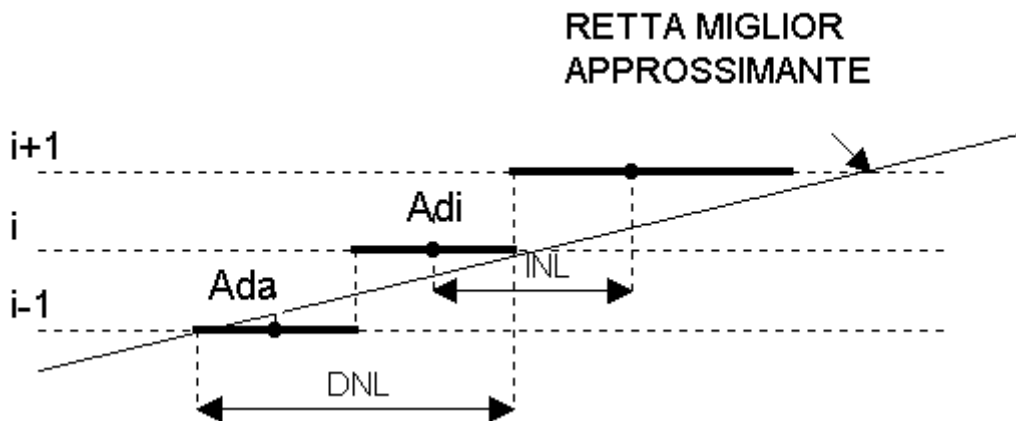 RETTA MIGLIOR
APPROSSIMANTE
i+1
Adi
i
INL
Ada
i-1
DNL